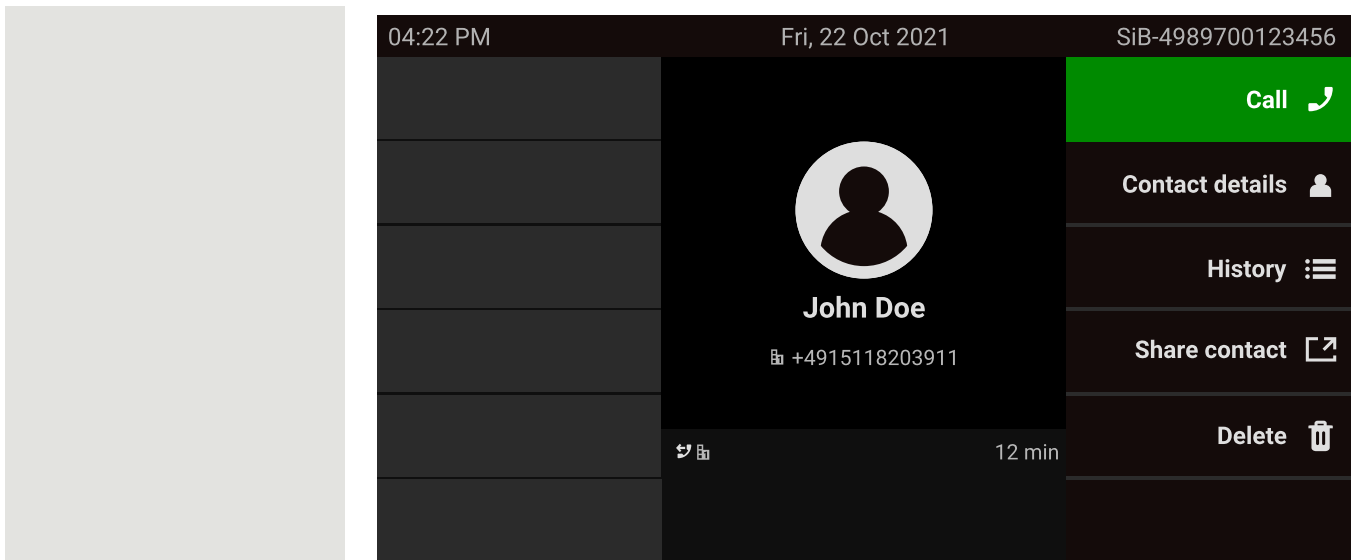 04:22 PM Fri, 22 Oct 2021 SiB-4989700123456
Call
Contact details
History
John Doe
Share contact
+4915118203911
Delete
12 min